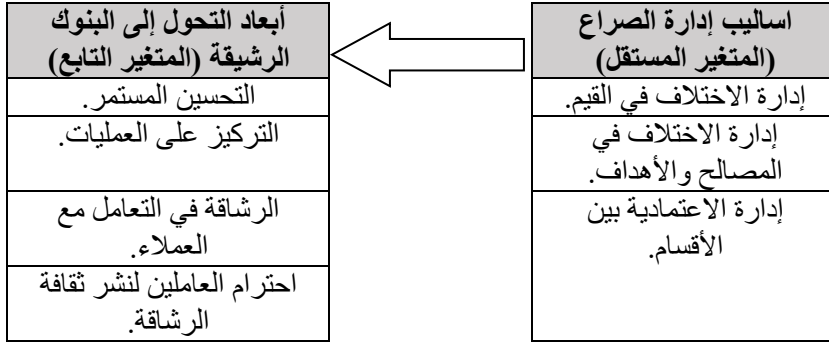 اساليب إدارة الصراع
(المتغير المستقل)
إدارة الاختلاف في القيم.
إدارة الاختلاف في
المصالح والأهداف.
إدارة الاعتمادية بين
الأقسام.
أبعاد التحول إلى البنوك
الرشيقة (المتغير التابع)
التحسين المستمر.
التركيز على العمليات.
الرشاقة في التعامل مع
العملاء.
احترام العاملين لنشر ثقافة
الرشاقة.